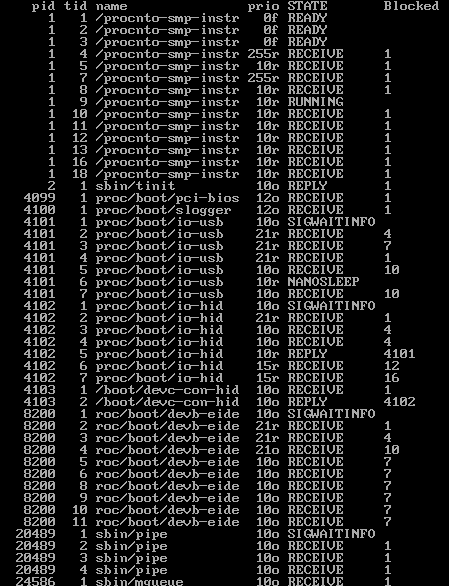 pid tid name prio STATE Blocked
1 1 /procnto-smp-instr 0f READY
1 2 /procnto-smp-instr 0f READY
1 3 /procnto-smp-instr 0f READY
1 4 /procnto-smp-instr 255r RECEIVE 1
1 5 /procnto-smp-instr 10r RECEIVE 1
1 7 /procnto-smp-instr 255r RECEIVE 1
1 8 /procnto-smp-instr 10r RECEIVE 1
1 9 /procnto-smp-instr 10r RUNNING
1 10 /procnto-smp-instr 10r RECEIVE 1
1 11 /procnto-smp-instr 10r RECEIVE 1
1 12 /procnto-smp-instr 10r RECEIVE 1
1 13 /procnto-smp-instr 10r RECEIVE 1
1 16 /procnto-smp-instr 10r RECEIVE 1
1 18 /procnto-smp-instr 10r RECEIVE 1
2 1 sbin/tinit 10o REPLY 1
4099 1 proc/boot/pci-bios 12o RECEIVE 1
4100 1 proc/boot/slogger 12o RECEIVE 1
4101 1 proc/boot/io-usb 10o SIGWAITINFO
4101 2 proc/boot/io-usb 21r RECEIVE 4
4101 3 proc/boot/io-usb 21r RECEIVE 7
4101 4 proc/boot/io-usb 21r RECEIVE 1
4101 5 proc/boot/io-usb 10o RECEIVE 10
4101 6 proc/boot/io-usb 10r NANOSLEEP
4101 7 proc/boot/io-usb 10o RECEIVE 10
4102 1 proc/boot/io-hid 10o SIGWAITINFO
4102 2 proc/boot/io-hid 21r RECEIVE 1
4102 3 proc/boot/io-hid 10o RECEIVE 4
4102 4 proc/boot/io-hid 10o RECEIVE 4
4102 5 proc/boot/io-hid 10r REPLY 4101
4102 6 proc/boot/io-hid 15r RECEIVE 12
4102 7 proc/boot/io-hid 15r RECEIVE 16
4103 1 /boot/devc-con-hid 10o RECEIVE 1
4103 2 /boot/devc-con-hid 10o REPLY 4102
8200 1 roc/boot/devb-eide 10o SIGWAITINFO
8200 2 roc/boot/devb-eide 21r RECEIVE 1
8200 3 roc/boot/devb-eide 21r RECEIVE 4
8200 4 roc/boot/devb-eide 21o RECEIVE 10
8200 5 roc/boot/devb-eide 10o RECEIVE 7
8200 6 roc/boot/devb-eide 10o RECEIVE 7
8200 8 roc/boot/devb-eide 10o RECEIVE 7
8200 9 roc/boot/devb-eide 10o RECEIVE 7
8200 10 roc/boot/devb-eide 10o RECEIVE 7
8200 11 roc/boot/devb-eide 10o RECEIVE 7
20489 1 sbin/pipe 10o SIGWAITINFO
20489 2 sbin/pipe 10o RECEIVE 1
20489 3 sbin/pipe 10o RECEIVE 1
20489 4 sbin/pipe 10o RECEIVE 1
24586 1 sbin/mqueue 10o RECEIVE 1